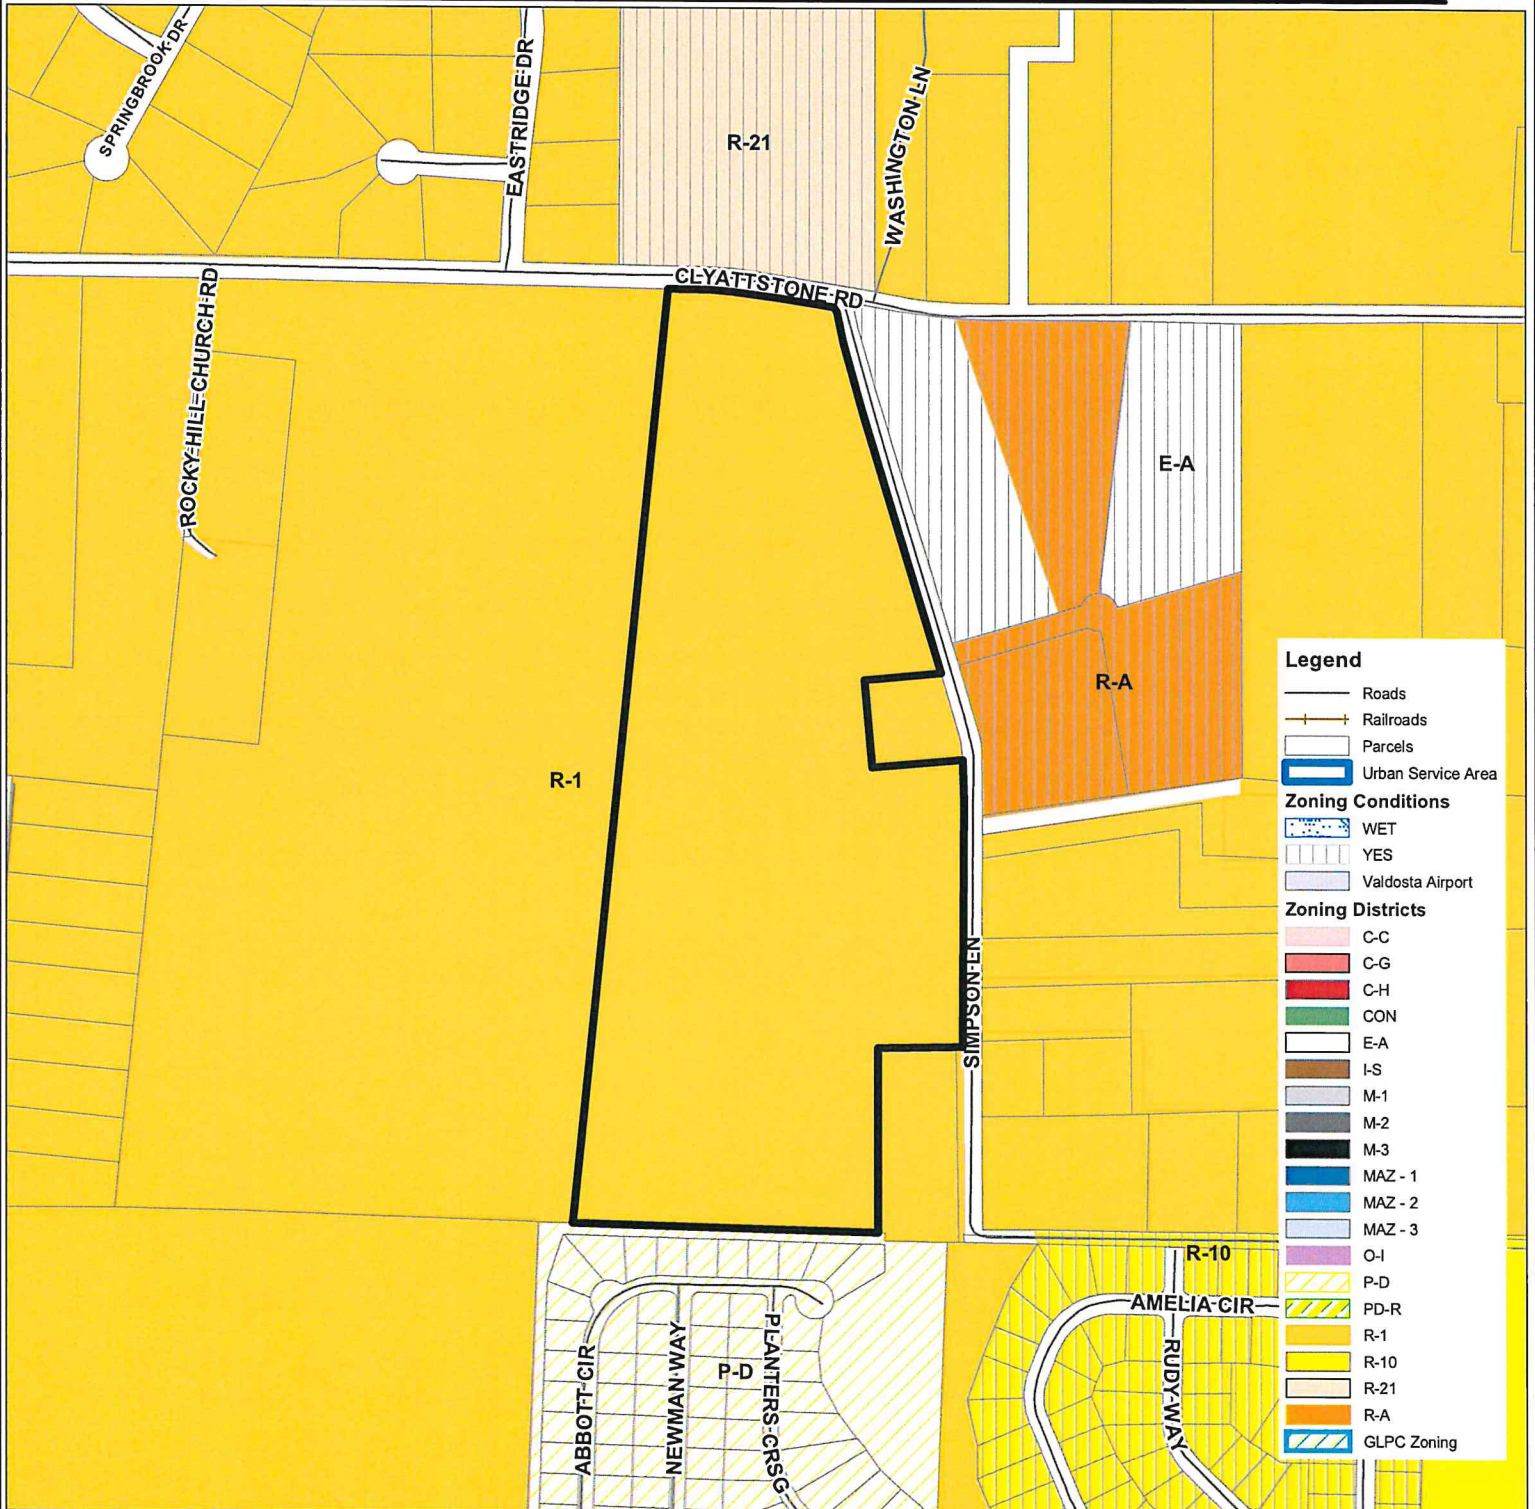 SPRINGBROOK DR
EASTRIDGE DR
R-21
WASHINGTON LN
CLYATTSTONE RD
ROCKY HILL CHURCH RD
E-A
R-A
R-1
SIMPSON LN
R-10
AMELIA CIR
RUDY WAY
P-D
ABBOTT CIR
NEWMAN WAY
PLANTERS CRSG
Legend
Roads
Railroads
Parcels
Urban Service Area
Zoning Conditions
WET
YES
Valdosta Airport
Zoning Districts
C-C
C-G
C-H
CON
E-A
I-S
M-1
M-2
M-3
MAZ - 1
MAZ - 2
MAZ - 3
O-I
P-D
PD-R
R-1
R-10
R-21
R-A
GLPC Zoning